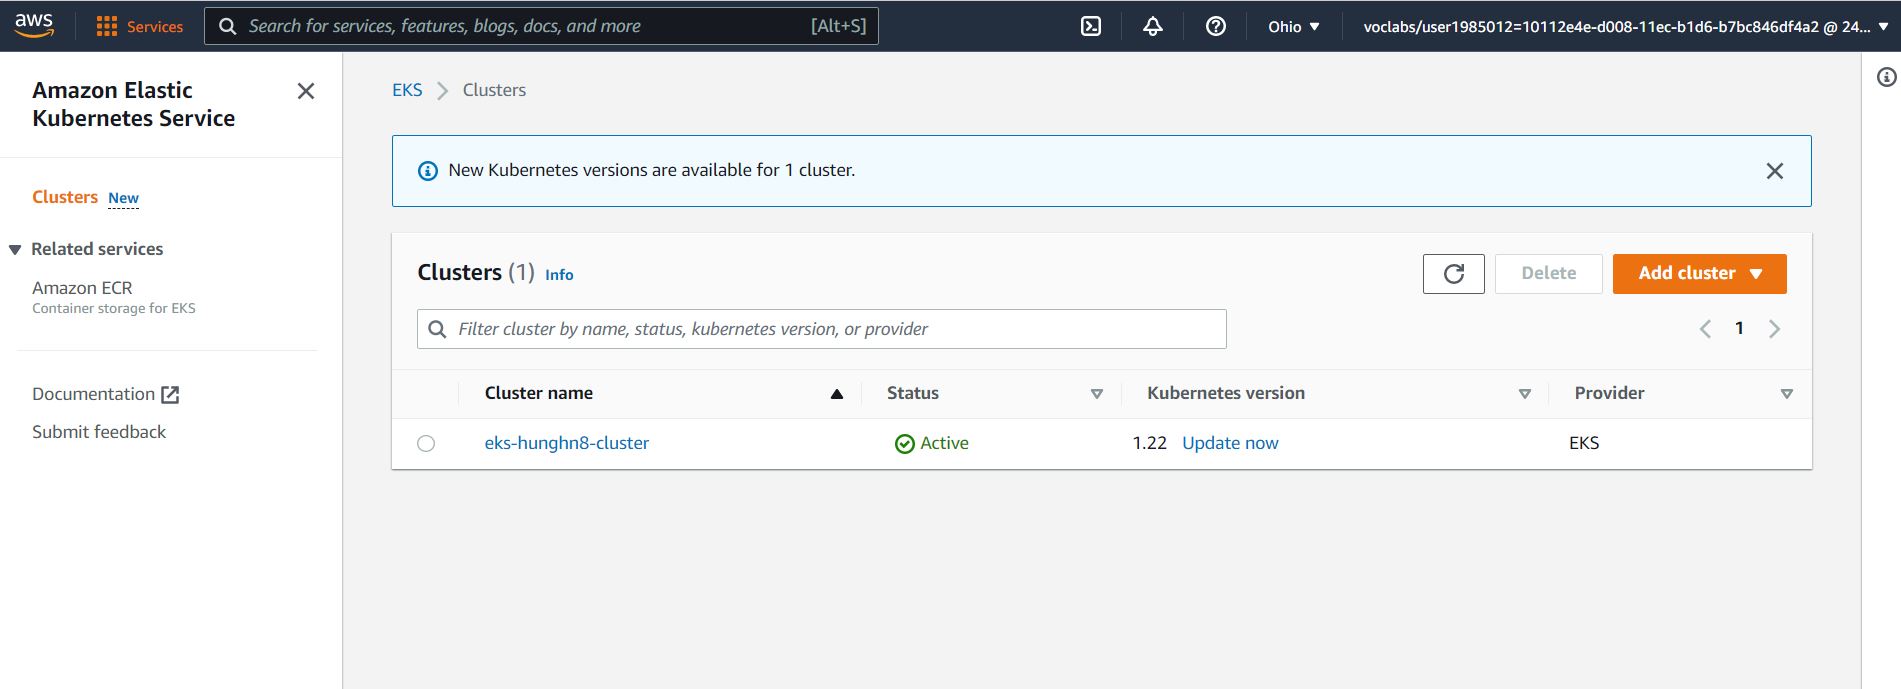 aws
Services
Search for services, features, blogs, docs, and more
[Alt+S]
Ohio
voclabs/user1985012=10112e4e-d008-11ec-b1d6-b7bc846df4a2 @ 24...
Amazon Elastic
Kubernetes Service
Clusters New
Related services
Amazon ECR
Container storage for EKS
Documentation
Submit feedback
EKS Clusters
New Kubernetes versions are available for 1 cluster.
Clusters (1) Info
Delete
Add cluster
Filter cluster by name, status, kubernetes version, or provider
1
Cluster name Status Kubernetes version Provider
eks-hunghn8-cluster Active 1.22 Update now EKS